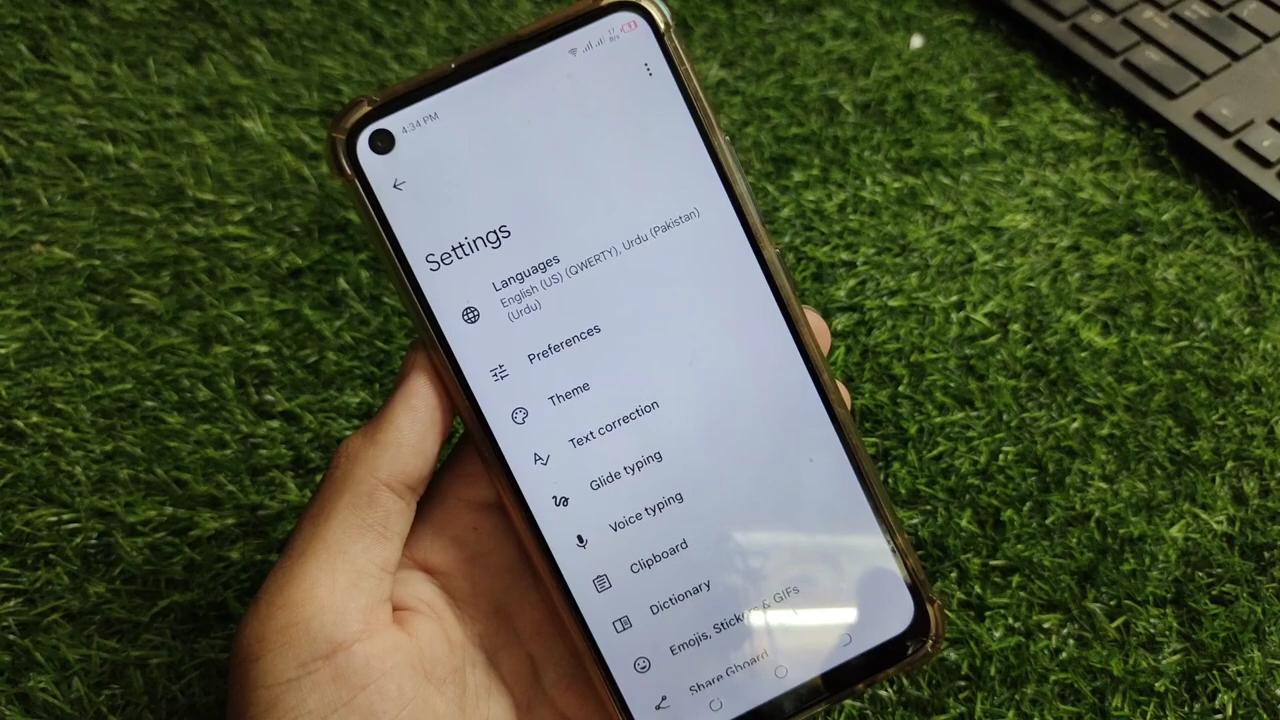 4:34 PM
17
B/s
Settings
Languages
English (US) (QWERTY), Urdu (Pakistan)
(Urdu)
Preferences
Theme
Text correction
Glide typing
Voice typing
Clipboard
Dictionary
Emojis, Stickers & GIFs
Share Gboard